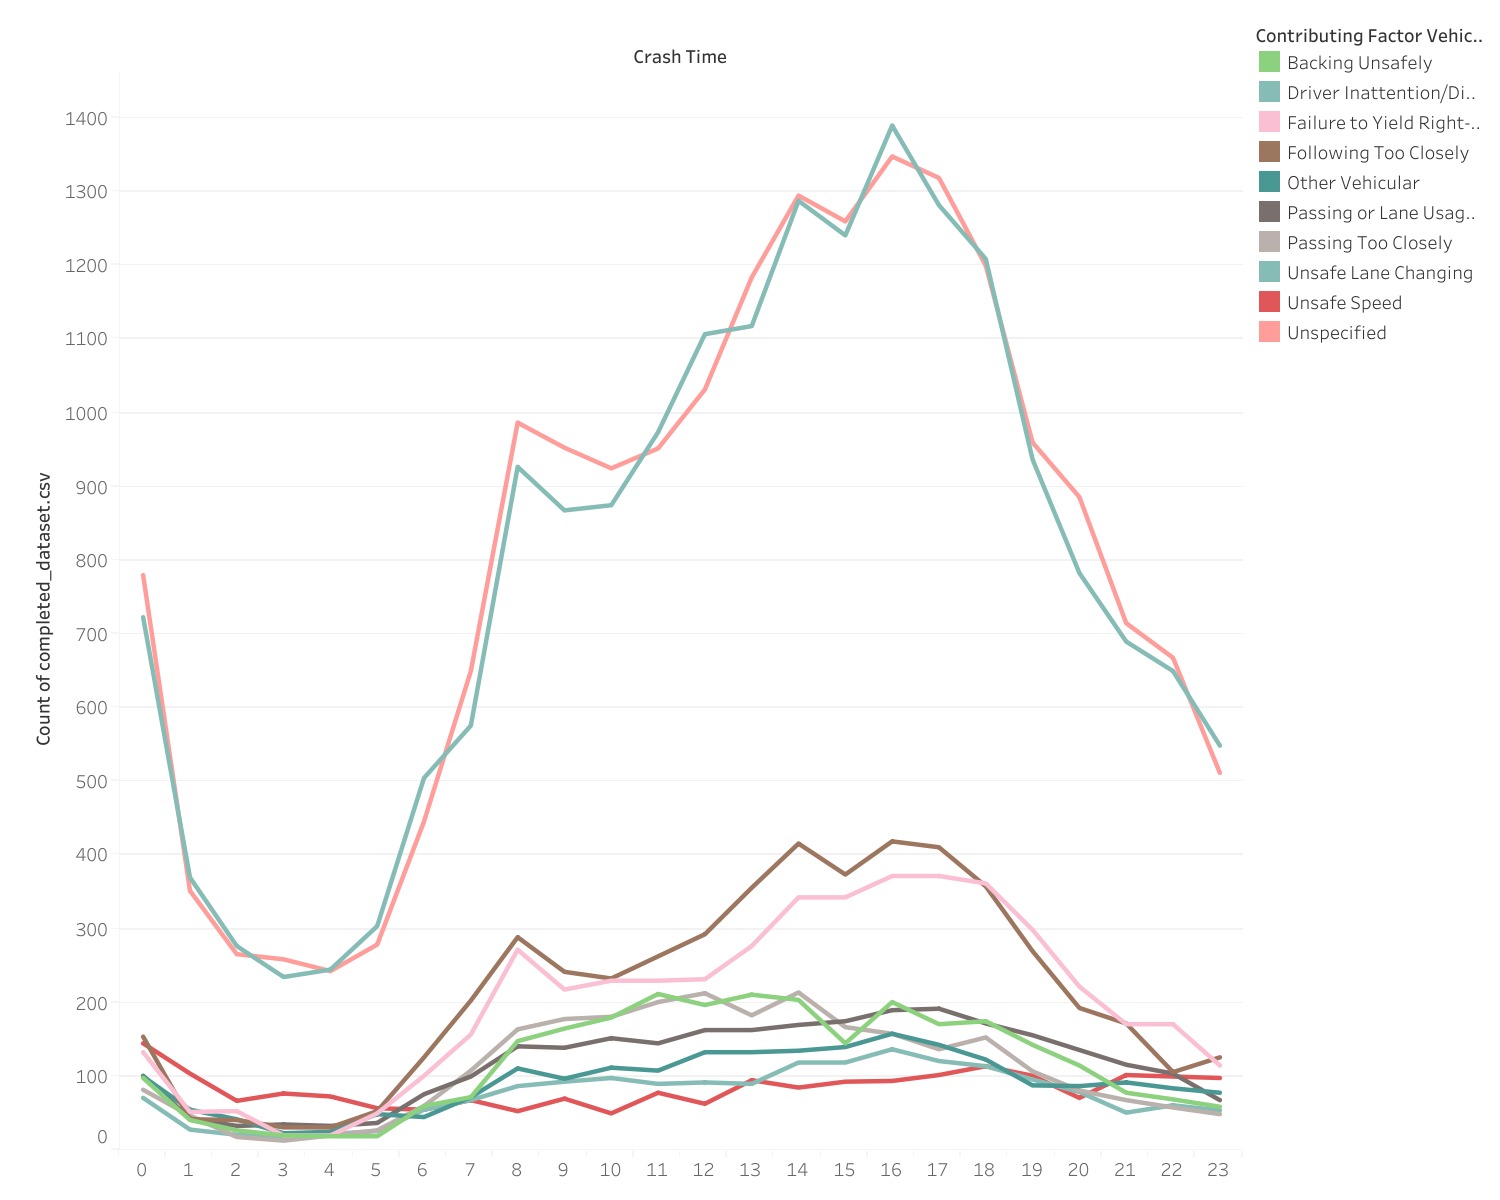 Contributing Factor Vehic..
Crash Time
Backing Unsafely
Driver Inattention/Di..
Failure to Yield Right-..
Following Too Closely
Other Vehicular
Passing or Lane Usag..
Passing Too Closely
Unsafe Lane Changing
Unsafe Speed
Unspecified
Count of completed_dataset.csv
1400
1300
1200
1100
1000
900
800
700
600
500
400
300
200
100
0
0 1 2 3 4 5 6 7 8 9 10 11 12 13 14 15 16 17 18 19 20 21 22 23